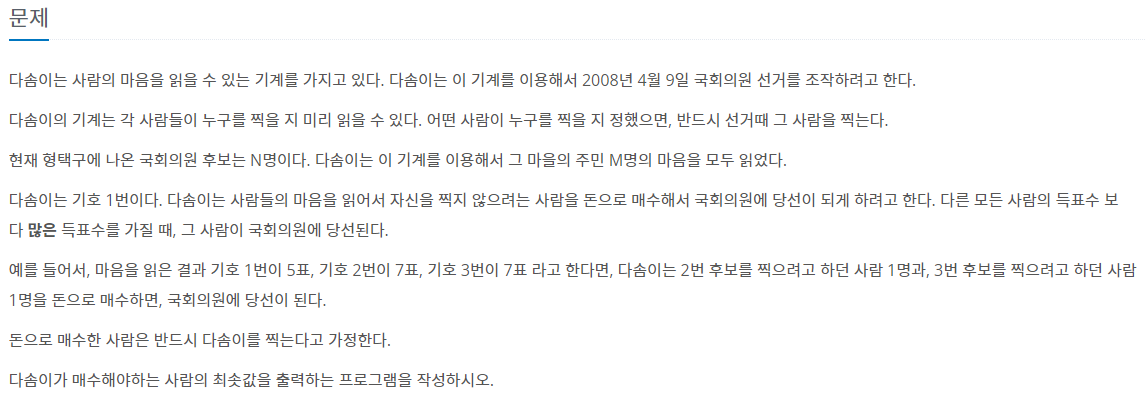 문제
다솜이는 사람의 마음을 읽을 수 있는 기계를 가지고 있다. 다솜이는 이 기계를 이용해서 2008년 4월 9일 국회의원 선거를 조작하려고 한다.
다솜이의 기계는 각 사람들이 누구를 찍을 지 미리 읽을 수 있다. 어떤 사람이 누구를 찍을 지 정했으면, 반드시 선거때 그 사람을 찍는다.
현재 형택구에 나온 국회의원 후보는 N명이다. 다솜이는 이 기계를 이용해서 그 마을의 주민 M명의 마음을 모두 읽었다.
다솜이는 기호 1번이다. 다솜이는 사람들의 마음을 읽어서 자신을 찍지 않으려는 사람을 돈으로 매수해서 국회의원에 당선이 되게 하려고 한다. 다른 모든 사람의 득표수 보
다 많은 득표수를 가질 때, 그 사람이 국회의원에 당선된다.
예를 들어서, 마음을 읽은 결과 기호 1번이 5표, 기호 2번이 7표, 기호 3번이 7표 라고 한다면, 다솜이는 2번 후보를 찍으려고 하던 사람 1명과, 3번 후보를 찍으려고 하던 사람
1명을 돈으로 매수하면, 국회의원에 당선이 된다.
돈으로 매수한 사람은 반드시 다솜이를 찍는다고 가정한다.
다솜이가 매수해야하는 사람의 최솟값을 출력하는 프로그램을 작성하시오.